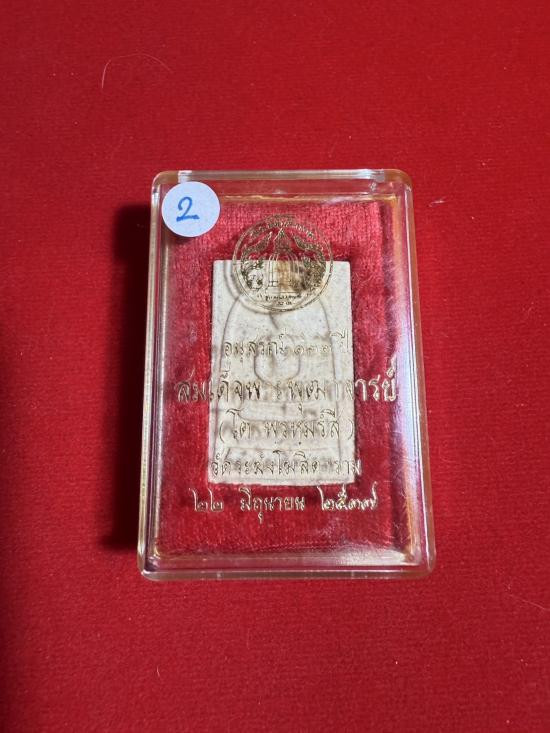 2
อนุสรณ์ ๑๒๒ ปี
สมเด็จพระพุฒาจารย์
(โต พรหมรังสี)
วัดระฆังโฆสิตาราม
๒๒ มิถุนายน ๒๕๓๗